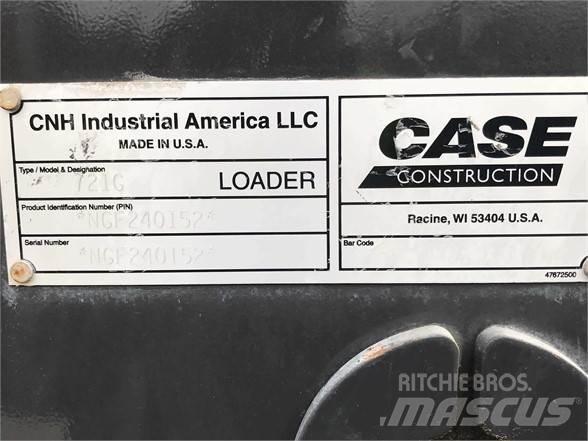 CNH Industrial America LLC
MADE IN U.S.A.
Type / Model & Designation
721G LOADER
Product Identification Number (PIN)
*NGF240152*
Serial Number
*NGF240152*
CASE
CONSTRUCTION
Racine, WI 53404 U.S.A.
Bar Code
47672500
RITCHIE BROS.
MASCUS